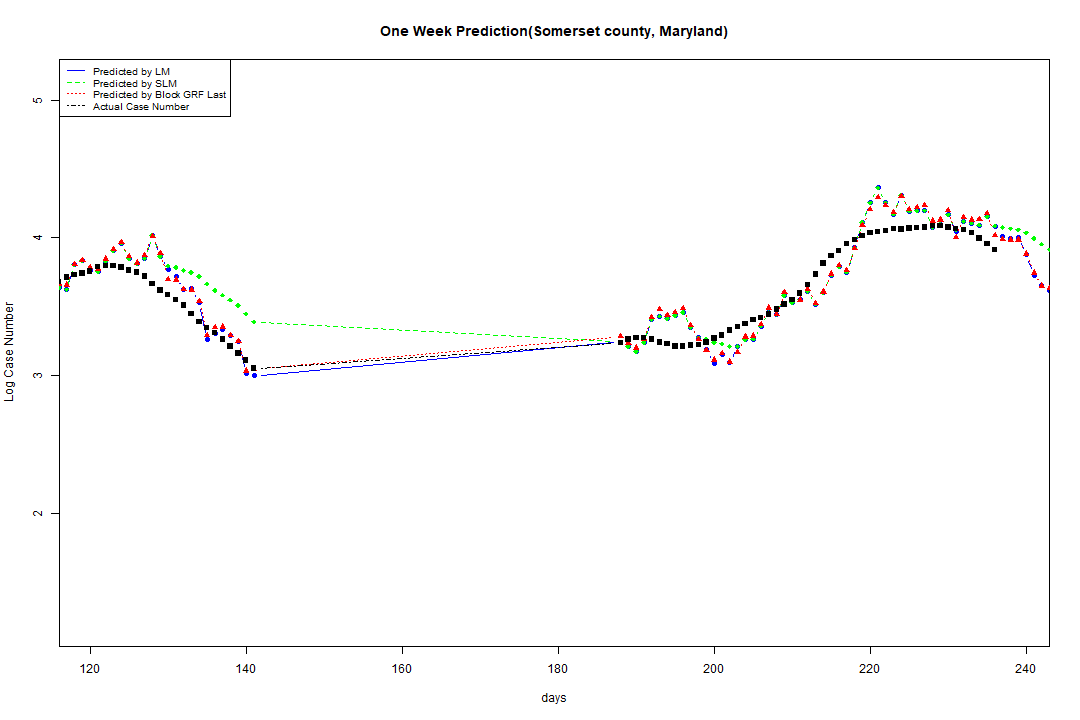 One Week Prediction(Somerset county, Maryland)
Predicted by LM
Predicted by SLM
Predicted by Block GRF Last
Actual Case Number
5
4
3
2
Log Case Number
120 140 160 180 200 220 240
days